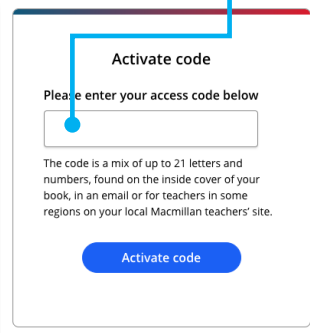 Activate code
Please enter your access code below
The code is a mix of up to 21 letters and
numbers, found on the inside cover of your
book, in an email or for teachers in some
regions on your local Macmillan teachers' site.
Activate code